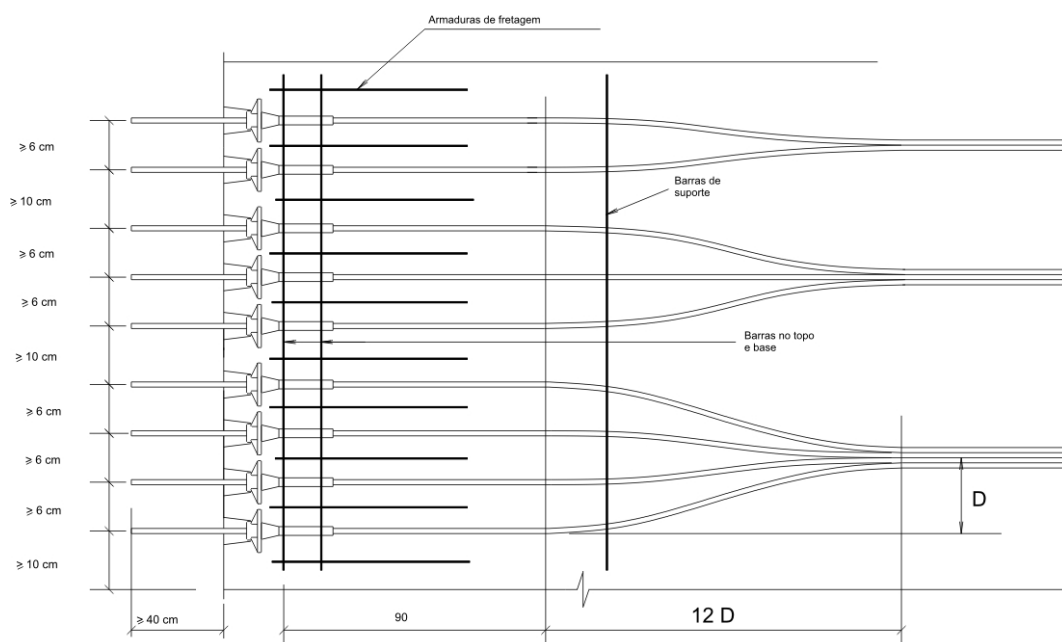 Armaduras de fretagem
⩾ 6 cm
⩾ 10 cm
Barras de
suporte
⩾ 6 cm
⩾ 6 cm
Barras no topo
e base
⩾ 10 cm
⩾ 6 cm
⩾ 6 cm
D
⩾ 6 cm
⩾ 10 cm
⩾ 40 cm
90
12 D